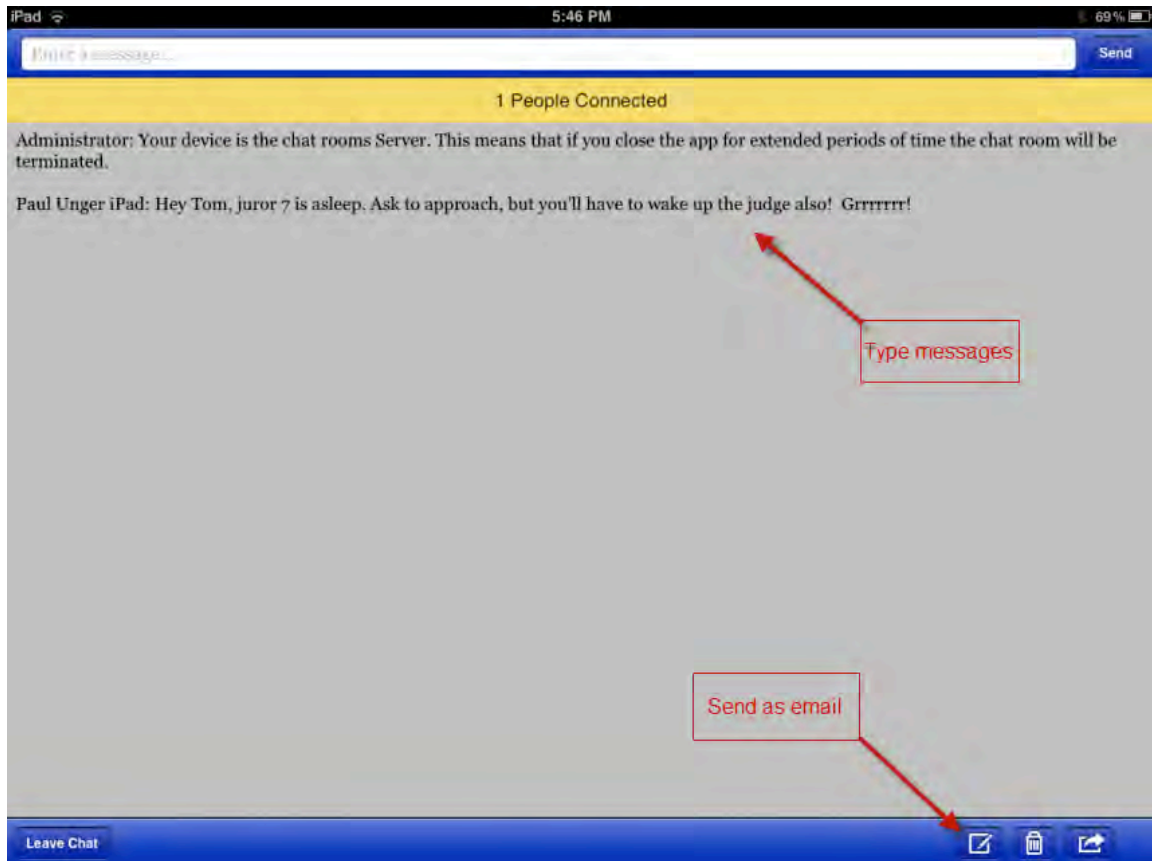 iPad 5:46 PM 69%
Enter a message...
Send
1 People Connected
Administrator: Your device is the chat rooms Server. This means that if you close the app for extended periods of time the chat room will be
terminated.
Paul Unger iPad: Hey Tom, juror 7 is asleep. Ask to approach, but you'll have to wake up the judge also! Grrrrrrr!
Type messages
Send as email
Leave Chat